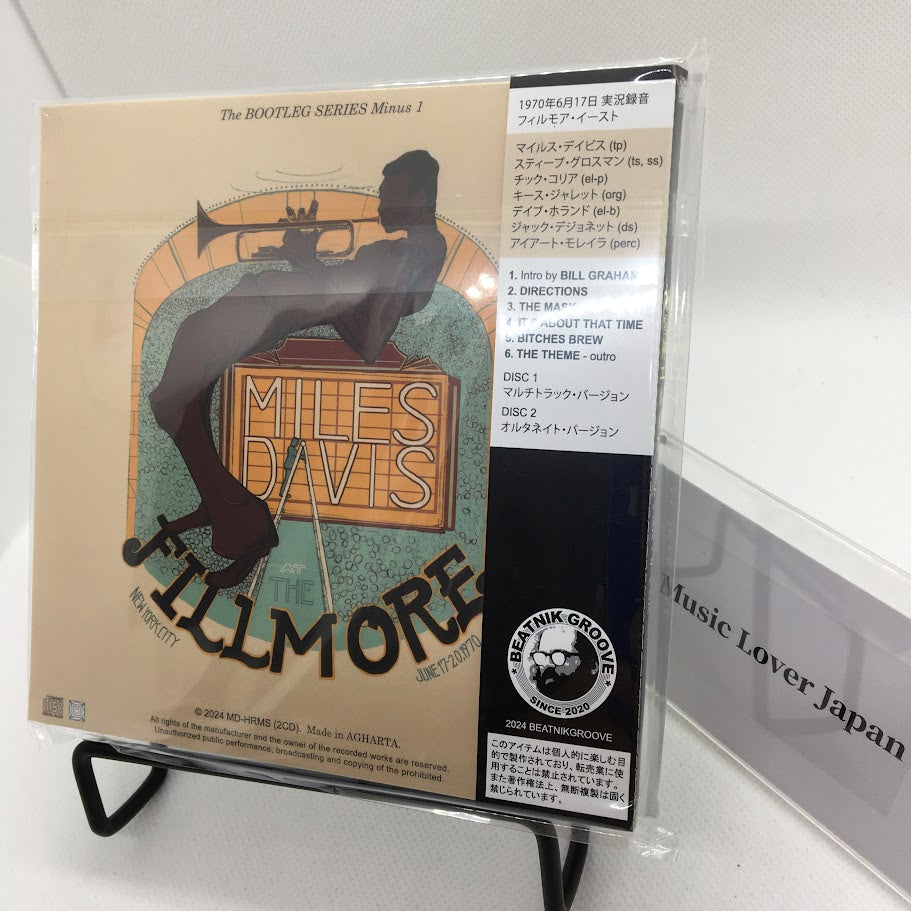 The BOOTLEG SERIES Minus 1
MILES
DAVIS
AT
THE
FILLMORE
NEW YORK CITY
JUNE 17-20, 1970
© 2024 MD-HRMS (2CD). Made in AGHARTA.
All rights of the manufacturer and the owner of the recorded works are reserved.
Unauthorized public performance, broadcasting and copying of the prohibited.
1970年6月17日 実況録音
フィルモア・イースト
マイルス・デイビス (tp)
スティーブ・グロスマン (ts, ss)
チック・コリア (el-p)
キース・ジャレット (org)
デイブ・ホランド (el-b)
ジャック・デジョネット (ds)
アイアート・モレイラ (perc)
1. Intro by BILL GRAHAM
2. DIRECTIONS
3. THE MASK
4. IT'S ABOUT THAT TIME
5. BITCHES BREW
6. THE THEME - outro
DISC 1
マルチトラック・バージョン
DISC 2
オルタネイト・バージョン
BEATNIK GROOVE
SINCE 2020
2024 BEATNIKGROOVE
このアイテムは個人的に楽しむ目
的で製作されており、転売業に使
用することは禁止されています。
また著作権法上、無断複製は固く
禁じられています。
Music Lover Japan